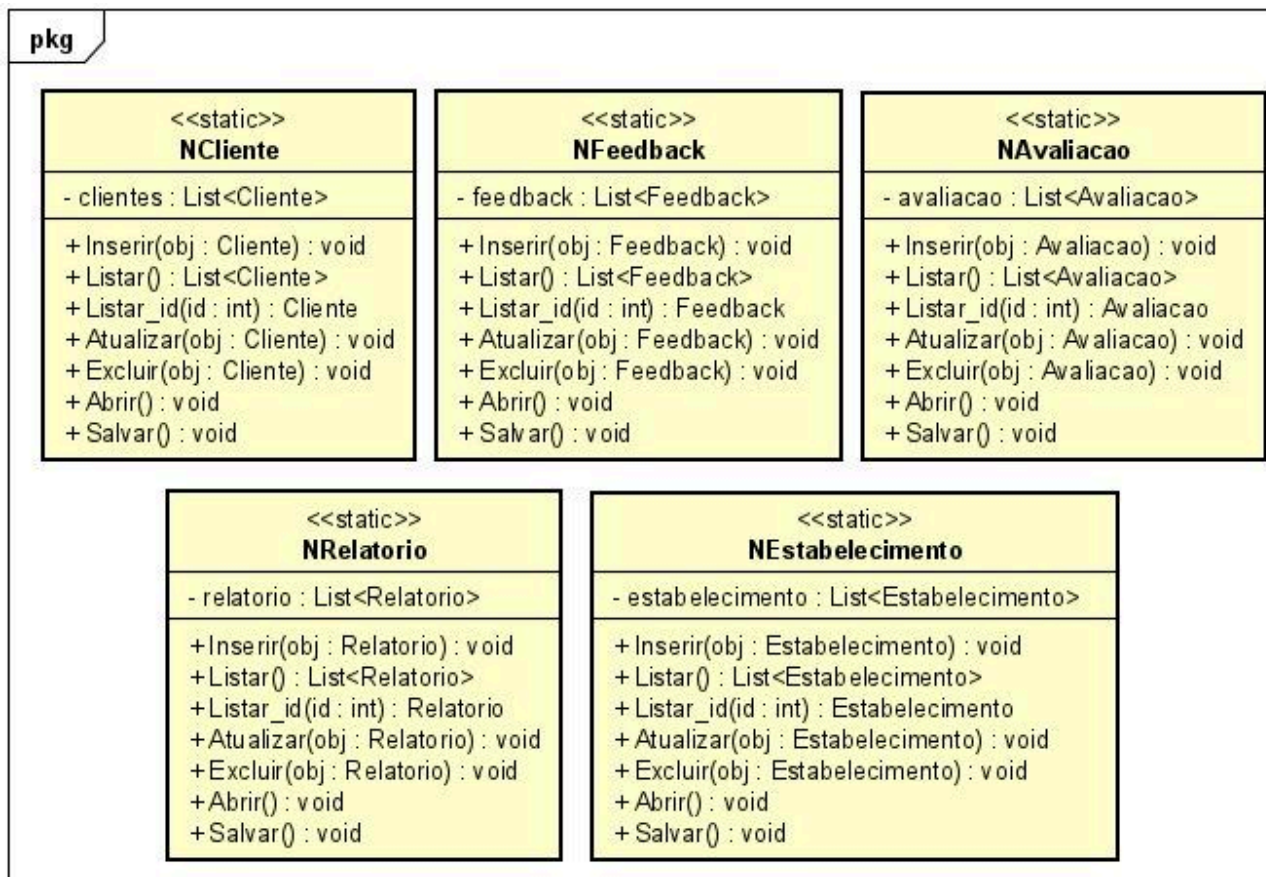 pkg
<<static>>
NCliente
- clientes : List<Cliente>
+ Inserir(obj : Cliente) : void
+ Listar() : List<Cliente>
+ Listar_id(id : int) : Cliente
+ Atualizar(obj : Cliente) : void
+ Excluir(obj : Cliente) : void
+ Abrir() : void
+ Salvar() : void
<<static>>
NFeedback
- feedback : List<Feedback>
+ Inserir(obj : Feedback) : void
+ Listar() : List<Feedback>
+ Listar_id(id : int) : Feedback
+ Atualizar(obj : Feedback) : void
+ Excluir(obj : Feedback) : void
+ Abrir() : void
+ Salvar() : void
<<static>>
NAvaliacao
- avaliacao : List<Avaliacao>
+ Inserir(obj : Avaliacao) : void
+ Listar() : List<Avaliacao>
+ Listar_id(id : int) : Avaliacao
+ Atualizar(obj : Avaliacao) : void
+ Excluir(obj : Avaliacao) : void
+ Abrir() : void
+ Salvar() : void
<<static>>
NRelatorio
- relatorio : List<Relatorio>
+ Inserir(obj : Relatorio) : void
+ Listar() : List<Relatorio>
+ Listar_id(id : int) : Relatorio
+ Atualizar(obj : Relatorio) : void
+ Excluir(obj : Relatorio) : void
+ Abrir() : void
+ Salvar() : void
<<static>>
NEstabelecimento
- estabelecimento : List<Estabelecimento>
+ Inserir(obj : Estabelecimento) : void
+ Listar() : List<Estabelecimento>
+ Listar_id(id : int) : Estabelecimento
+ Atualizar(obj : Estabelecimento) : void
+ Excluir(obj : Estabelecimento) : void
+ Abrir() : void
+ Salvar() : void